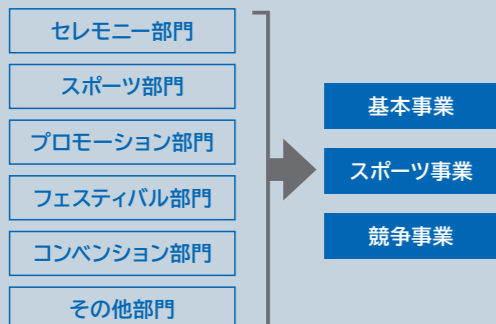 セレモニー部門
スポーツ部門
プロモーション部門
フェスティバル部門
コンベンション部門
その他部門
基本事業
スポーツ事業
競争事業